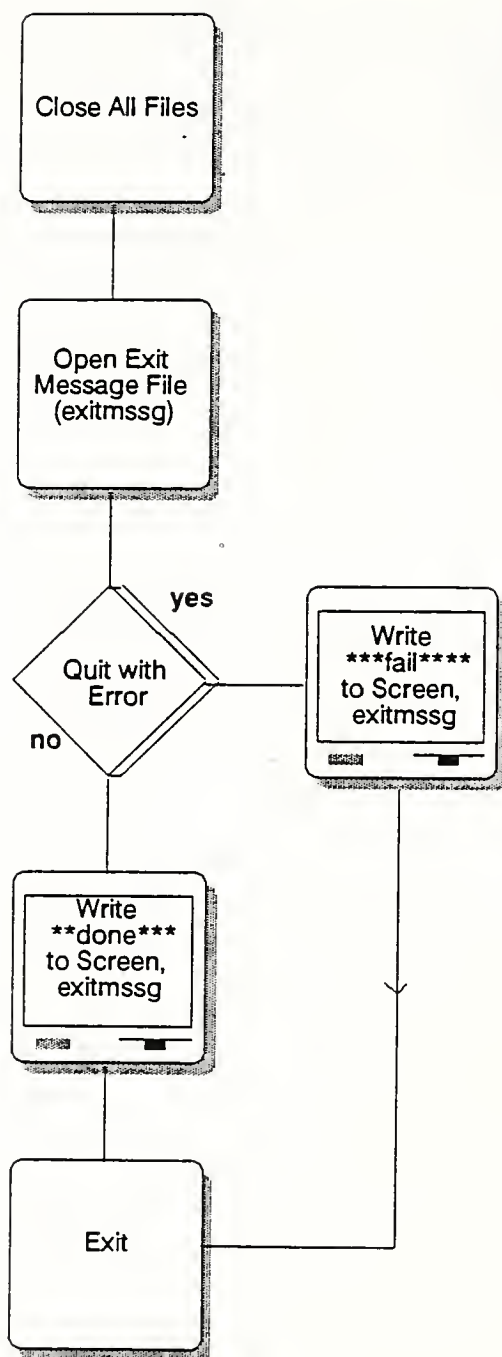 Close All Files
Open Exit
Message File
(exitmssg)
yes
Quit with
Error
no
Write
***fail****
to Screen,
exitmssg
Write
**done***
to Screen,
exitmssg
Exit